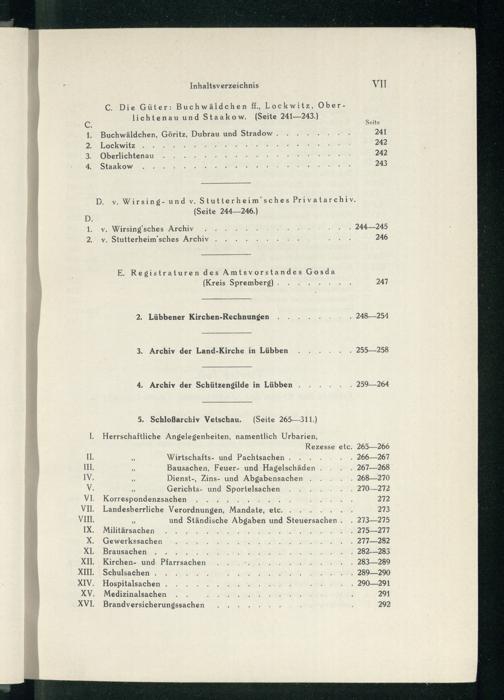 Inhaltsverzeichnis VII
C. Die Güter: Buchwäldchen ff., Lockwitz, Ober-
lichtenau und Staakow. (Seite 241—243.)
C. Seite
1. Buchwäldchen, Göritz, Dubrau und Stradow . . . . . . . . 241
2. Lockwitz . . . . . . . . . . . . . . . . . . . . 242
3. Oberlichtenau . . . . . . . . . . . . . . . . . . 242
4. Staakow . . . . . . . . . . . . . . . . . . . . 243
D. v. Wirsing- und v. Stutterheim'sches Privatarchiv.
(Seite 244—246.)
D.
1. v. Wirsing'sches Archiv . . . . . . . . . . . . . . 244—245
2. v. Stutterheim'sches Archiv . . . . . . . . . . . . . 246
E. Registraturen des Amtsvorstandes Gosda
(Kreis Spremberg) . . . . . . . . 247
2. Lübbener Kirchen-Rechnungen . . . . . . . . 248—254
3. Archiv der Land-Kirche in Lübben . . . . . . 255—258
4. Archiv der Schützengilde in Lübben . . . . . . 259—264
5. Schloßarchiv Vetschau. (Seite 265—311.)
I. Herrschaftliche Angelegenheiten, namentlich Urbarien,
Rezesse etc. 265—266
II. „ Wirtschafts- und Pachtsachen . . . . . . . 266—267
III. „ Bausachen, Feuer- und Hagelschäden . . . . 267—268
IV. „ Dienst-, Zins- und Abgabensachen . . . . . 268—270
V. „ Gerichts- und Sportelsachen . . . . . . . 270—272
VI. Korrespondenzsachen . . . . . . . . . . . . . . 272
VII. Landesberrliche Verordnungen, Mandate, etc. . . . . . . 273
VIII. „ und Ständische Abgaben und Steuersachen . . 273—275
IX. Militärsachen . . . . . . . . . . . . . . . . . 275—277
X. Gewerkssachen . . . . . . . . . . . . . . . . 277—282
XI. Brausachen . . . . . . . . . . . . . . . . . 282—283
XII. Kirchen- und Pfarrsachen . . . . . . . . . . . . 283—289
XIII. Schulsachen . . . . . . . . . . . . . . . . . 289—290
XIV. Hospitalsachen . . . . . . . . . . . . . . . . 290—291
XV. Medizinalsachen . . . . . . . . . . . . . . . 291
XVI. Brandversicherungssachen . . . . . . . . . . . 292